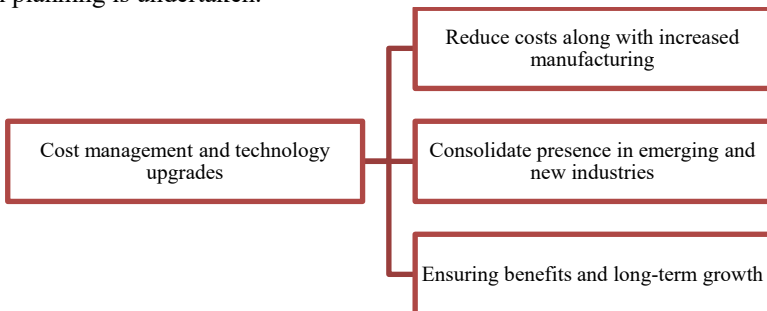 planning is undertaken.
Reduce costs along with increased
manufacturing
Cost management and technology
upgrades
Consolidate presence in emerging and
new industries
Ensuring benefits and long-term growth